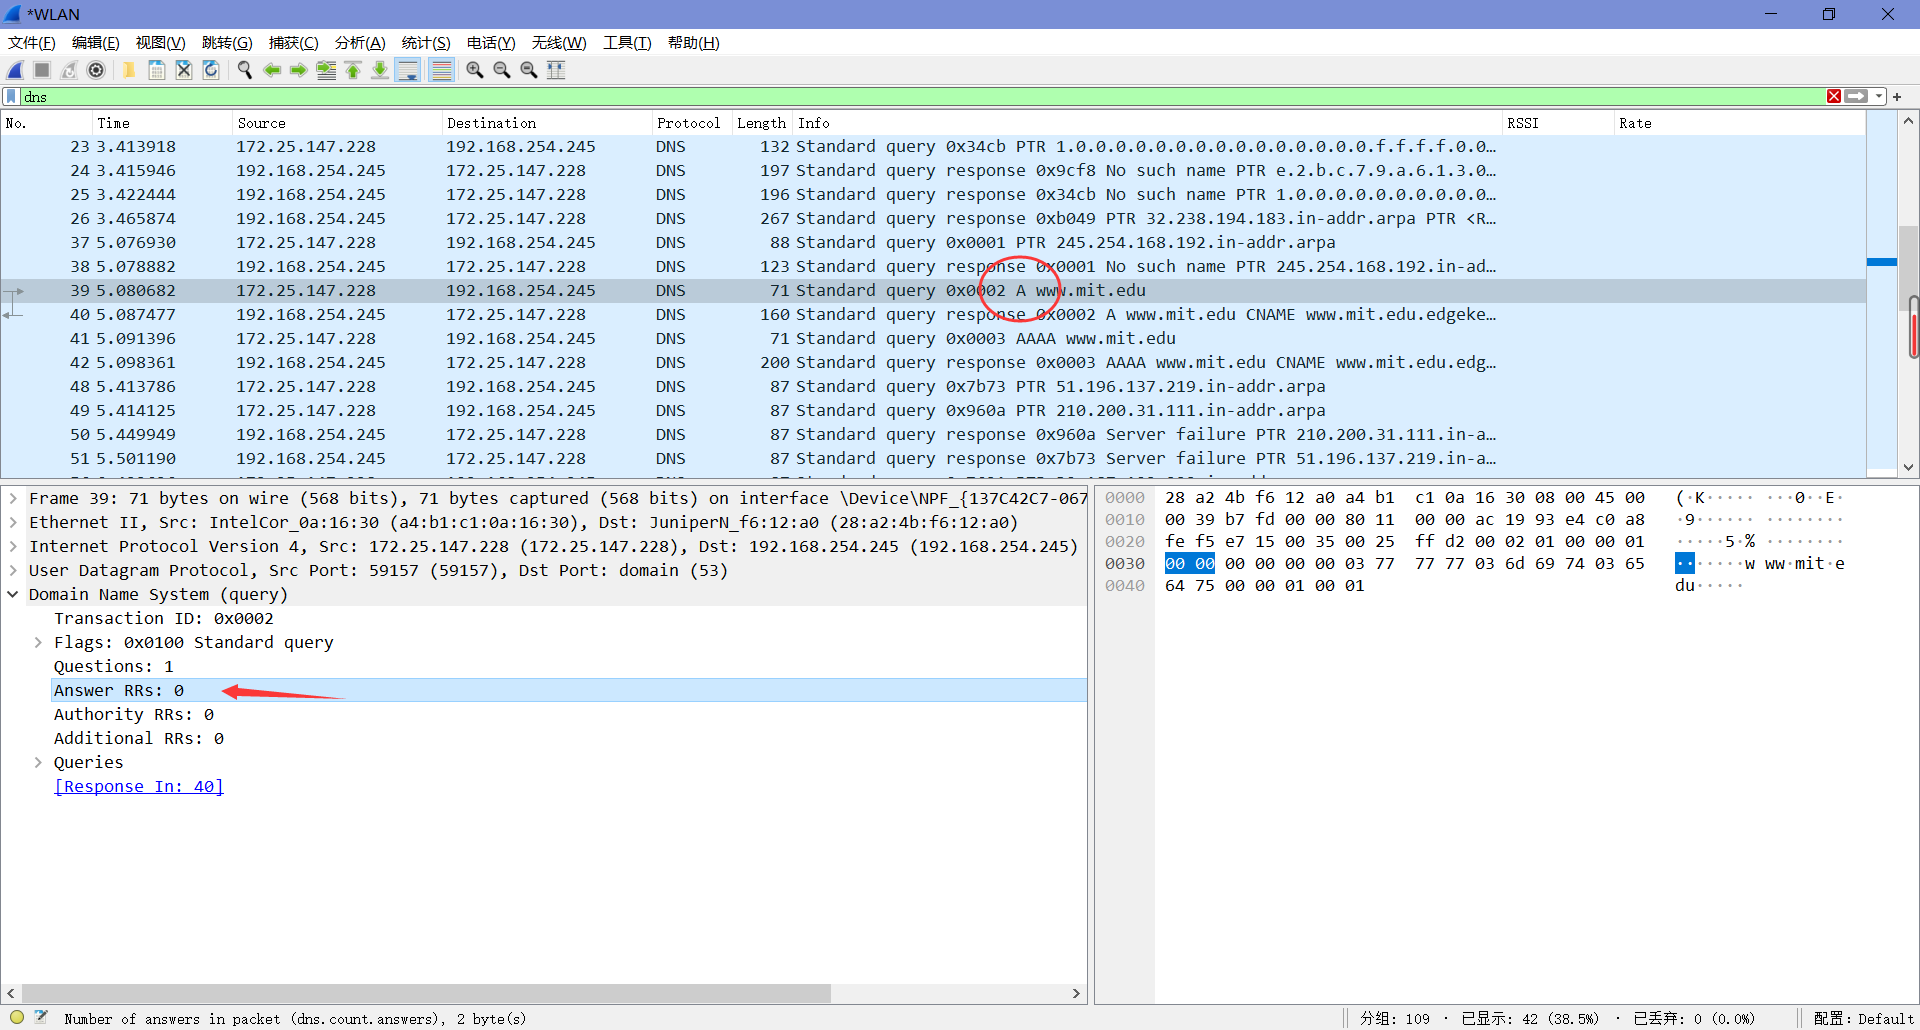 *WLAN
文件(F) 编辑(E) 视图(V) 跳转(G) 捕获(C) 分析(A) 统计(S) 电话(Y) 无线(W) 工具(T) 帮助(H)
dns
No. Time Source Destination Protocol Length Info RSSI Rate
23 3.413918 172.25.147.228 192.168.254.245 DNS 132 Standard query 0x34cb PTR 1.0.0.0.0.0.0.0.0.0.0.0.0.0.0.0.f.f.f.f.0.0…
24 3.415946 192.168.254.245 172.25.147.228 DNS 197 Standard query response 0x9cf8 No such name PTR e.2.b.c.7.9.a.6.1.3.0…
25 3.422444 192.168.254.245 172.25.147.228 DNS 196 Standard query response 0x34cb No such name PTR 1.0.0.0.0.0.0.0.0.0.0…
26 3.465874 192.168.254.245 172.25.147.228 DNS 267 Standard query response 0xb049 PTR 32.238.194.183.in-addr.arpa PTR <R…
37 5.076930 172.25.147.228 192.168.254.245 DNS 88 Standard query 0x0001 PTR 245.254.168.192.in-addr.arpa
38 5.078882 192.168.254.245 172.25.147.228 DNS 123 Standard query response 0x0001 No such name PTR 245.254.168.192.in-ad…
39 5.080682 172.25.147.228 192.168.254.245 DNS 71 Standard query 0x0002 A www.mit.edu
40 5.087477 192.168.254.245 172.25.147.228 DNS 160 Standard query response 0x0002 A www.mit.edu CNAME www.mit.edu.edgeke…
41 5.091396 172.25.147.228 192.168.254.245 DNS 71 Standard query 0x0003 AAAA www.mit.edu
42 5.098361 192.168.254.245 172.25.147.228 DNS 200 Standard query response 0x0003 AAAA www.mit.edu CNAME www.mit.edu.edg…
48 5.413786 172.25.147.228 192.168.254.245 DNS 87 Standard query 0x7b73 PTR 51.196.137.219.in-addr.arpa
49 5.414125 172.25.147.228 192.168.254.245 DNS 87 Standard query 0x960a PTR 210.200.31.111.in-addr.arpa
50 5.449949 192.168.254.245 172.25.147.228 DNS 87 Standard query response 0x960a Server failure PTR 210.200.31.111.in-a…
51 5.501190 192.168.254.245 172.25.147.228 DNS 87 Standard query response 0x7b73 Server failure PTR 51.196.137.219.in-a…
Frame 39: 71 bytes on wire (568 bits), 71 bytes captured (568 bits) on interface \Device\NPF_{137C42C7-067
Ethernet II, Src: IntelCor_0a:16:30 (a4:b1:c1:0a:16:30), Dst: JuniperN_f6:12:a0 (28:a2:4b:f6:12:a0)
Internet Protocol Version 4, Src: 172.25.147.228 (172.25.147.228), Dst: 192.168.254.245 (192.168.254.245)
User Datagram Protocol, Src Port: 59157 (59157), Dst Port: domain (53)
Domain Name System (query)
Transaction ID: 0x0002
Flags: 0x0100 Standard query
Questions: 1
Answer RRs: 0
Authority RRs: 0
Additional RRs: 0
Queries
[Response In: 40]
0000 28 a2 4b f6 12 a0 a4 b1 c1 0a 16 30 08 00 45 00 (·K····· ···0··E·
0010 00 39 b7 fd 00 00 80 11 00 00 ac 19 93 e4 c0 a8 ·9······ ········
0020 fe f5 e7 15 00 35 00 25 ff d2 00 02 01 00 00 01 ·····5·% ········
0030 00 00 00 00 00 00 03 77 77 77 03 6d 69 74 03 65 ·······w ww·mit·e
0040 64 75 00 00 01 00 01 du·····
Number of answers in packet (dns.count.answers), 2 byte(s)
分组: 109 · 已显示: 42 (38.5%) · 已丢弃: 0 (0.0%) 配置: Default